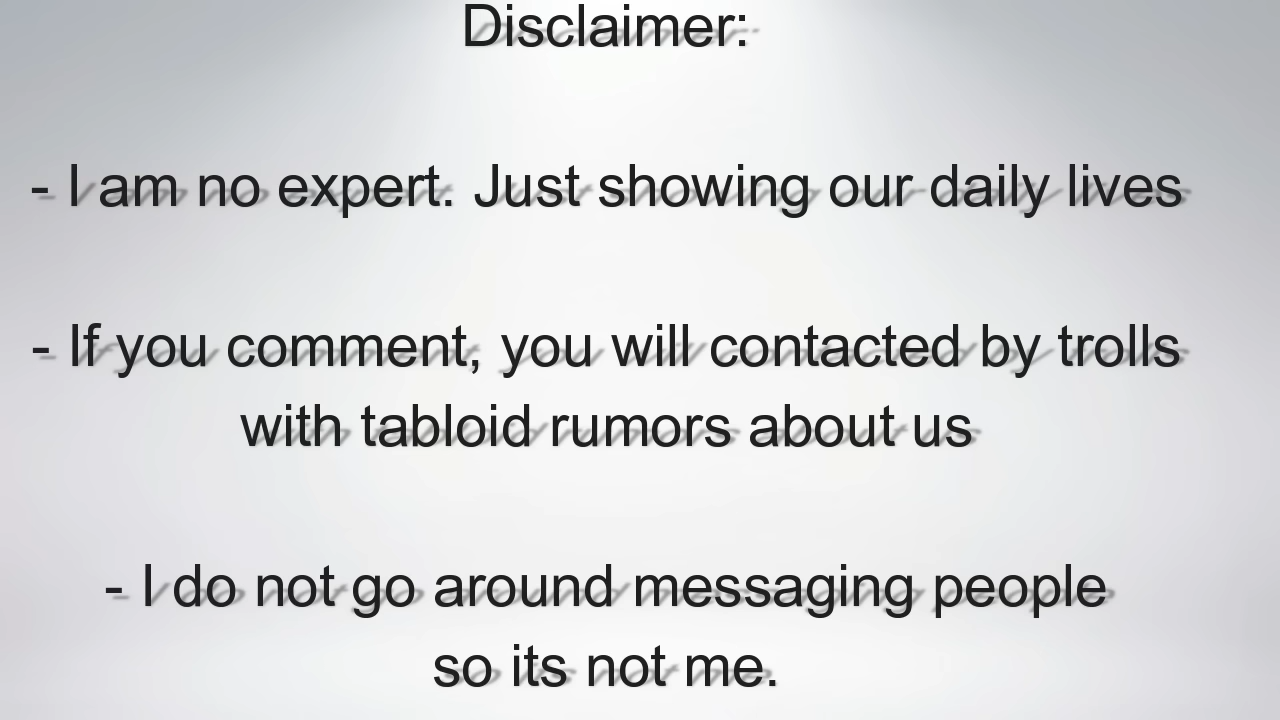 Disclaimer:
- I am no expert. Just showing our daily lives
- If you comment, you will contacted by trolls
with tabloid rumors about us
- I do not go around messaging people
so its not me.